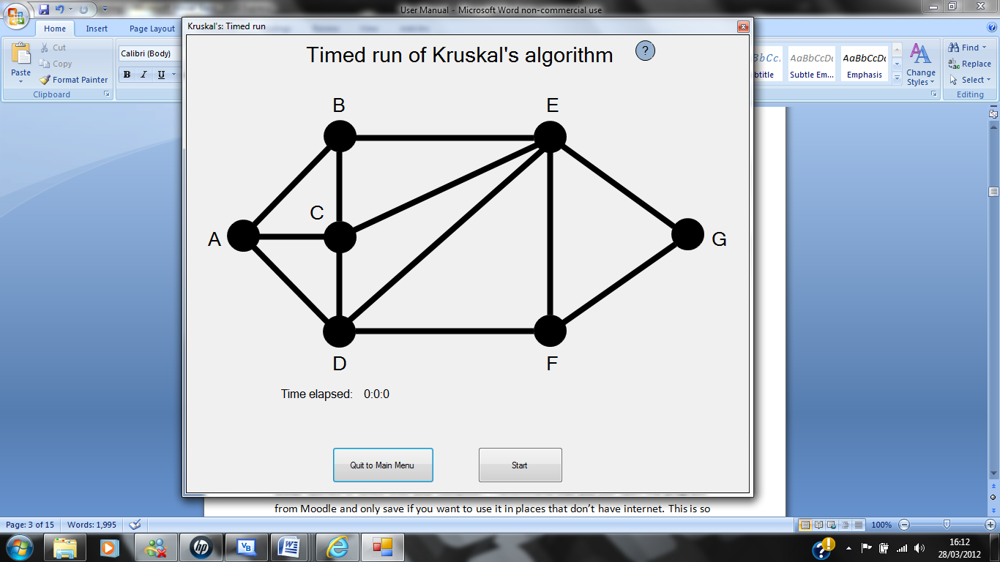 User Manual - Microsoft Word non-commercial use
Kruskal's: Timed run
Home Insert Page Layout
Cut
Copy
Format Painter
Paste
Clipboard
Calibri (Body)
B I U
AaBbCcDc AaBbCcDc
Subtle Em... Emphasis
Change
Styles
Find
Replace
Select
Editing
Timed run of Kruskal's algorithm ?
B E
C
A G
D F
Time elapsed: 0:0:0
Quit to Main Menu Start
from Moodle and only save if you want to use it in places that don't have internet. This is so
Page: 3 of 15 Words: 1,995 100%
hp VB W
16:12
28/03/2012